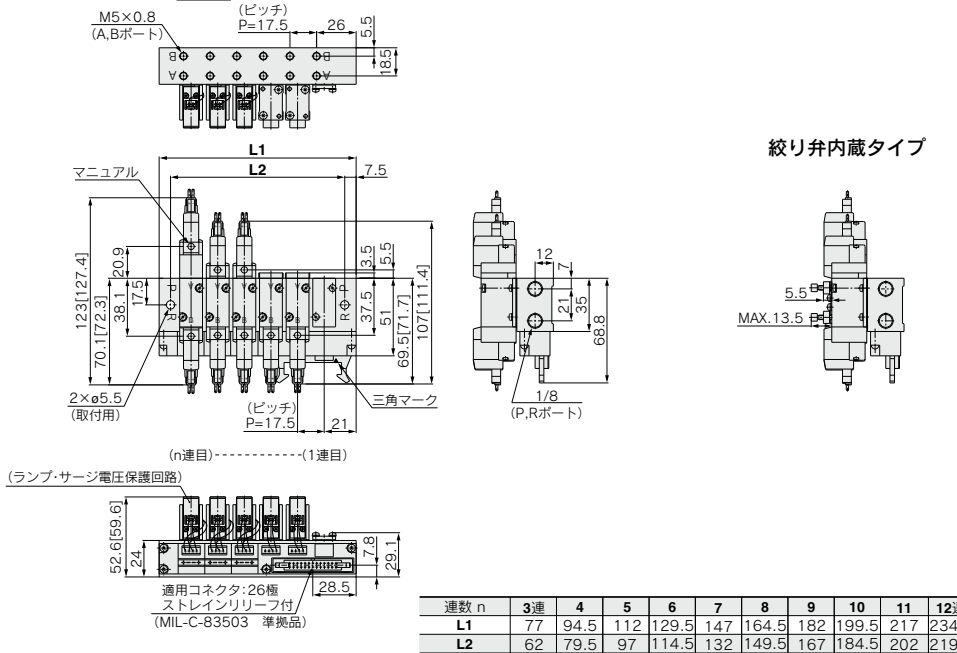 (ピッチ)
M5×0.8
(A,Bポート)
P=17.5
26
5.5
18.5
B
B
A
A
絞り弁内蔵タイプ
L1
L2
7.5
マニュアル
123[127.4]
20.9
17.5
70.1[72.3]
38.1
3.5
5.5
37.5
51
69.5[71.7]
107[111.4]
P
R
P
R
12
7
21
35
68.8
5.5
MAX.13.5
1/8
(P,Rポート)
2×ø5.5
(取付用)
(ピッチ)
P=17.5
21
三角マーク
(n連目)------------(1連目)
(ランプ・サージ電圧保護回路)
52.6[59.6]
24
7.8
29.1
28.5
適用コネクタ:26極
ストレインリリーフ付
(MIL-C-83503 準拠品)
連数 n 3連 4 5 6 7 8 9 10 11 12連
L1 77 94.5 112 129.5 147 164.5 182 199.5 217 234
L2 62 79.5 97 114.5 132 149.5 167 184.5 202 219